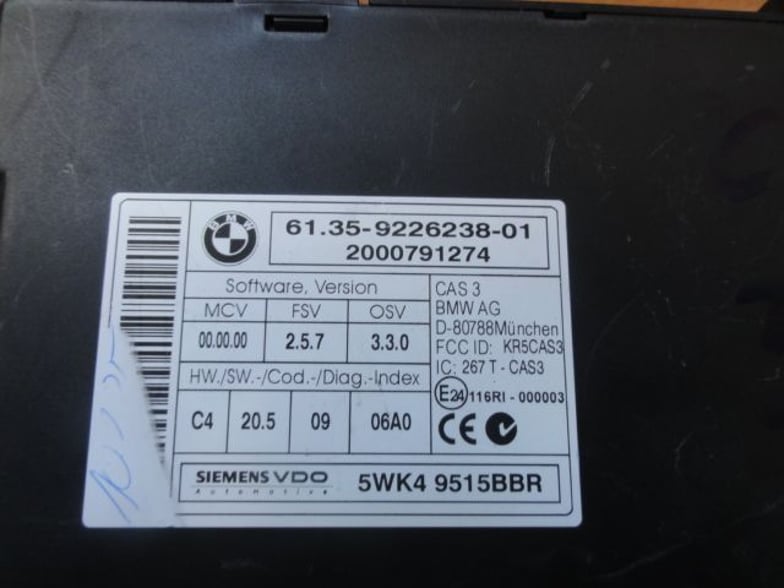 BMW
61.35-9226238-01
2000791274
Software, Version
MCV FSV OSV
00.00.00 2.5.7 3.3.0
HW./SW.-/Cod.-/Diag.-Index
C4 20.5 09 06A0
CAS 3
BMW AG
D-80788München
FCC ID: KR5CAS3
IC: 267 T - CAS3
E24 116RI - 000003
CE
SIEMENS VDO
Automotive
5WK4 9515BBR